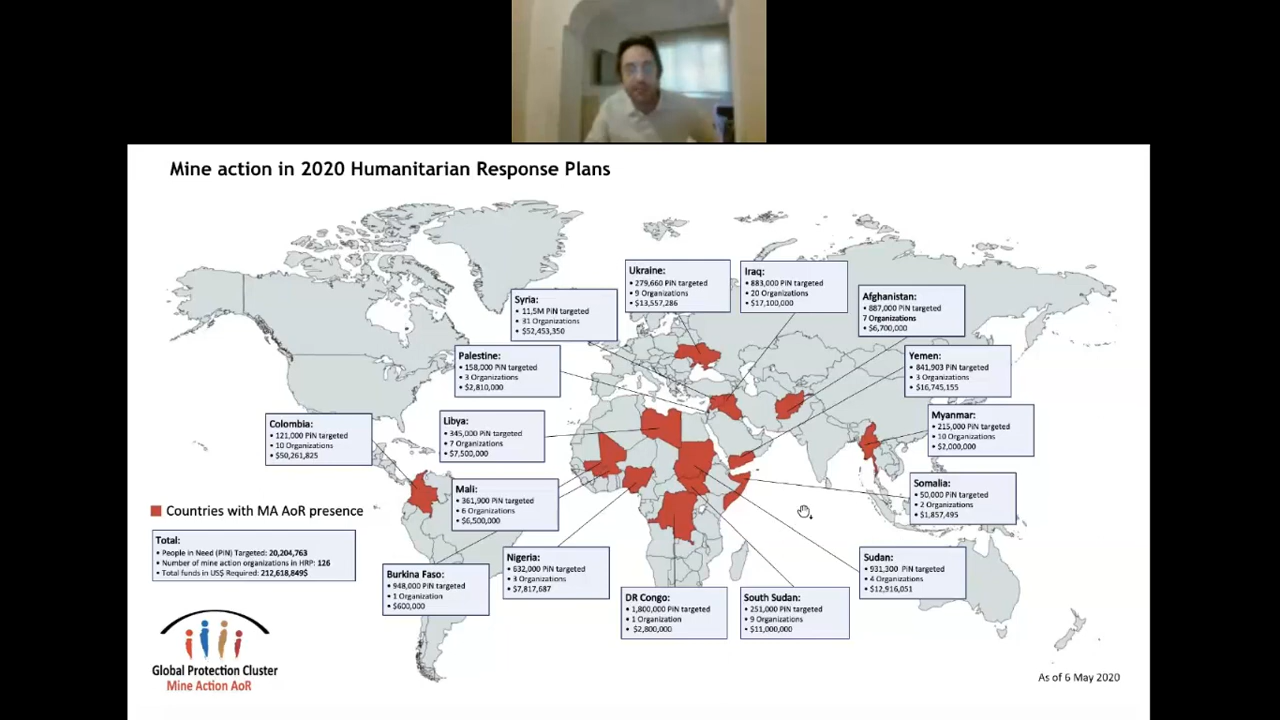 Mine action in 2020 Humanitarian Response Plans
Ukraine:
• 279,660 PiN targeted
• 9 Organizations
• $13,557,286
Iraq:
• 883,000 PiN targeted
• 20 Organizations
• $17,100,000
Syria:
• 11,5M PiN targeted
• 31 Organizations
• $52,453,350
Afghanistan:
• 887,000 PiN targeted
7 Organizations
• $6,700,000
Palestine:
• 158,000 PiN targeted
• 3 Organizations
• $2,810,000
Yemen:
• 841,903 PiN targeted
• 3 Organizations
• $16,745,155
Colombia:
• 121,000 PiN targeted
• 10 Organizations
• $50,261,825
Libya:
• 345,000 PiN targeted
• 7 Organizations
• $7,500,000
Myanmar:
• 215,000 PiN targeted
• 10 Organizations
• $2,000,000
Mali:
• 361,900 PiN targeted
• 6 Organizations
• $6,500,000
Somalia:
• 50,000 PiN targeted
• 2 Organizations
• $1,857,495
Countries with MA AoR presence
Total:
• People in Need (PiN) Targeted: 20,204,763
• Number of mine action organizations in HRP: 126
• Total funds in US$ Required: 212,618,849$
Burkina Faso:
• 948,000 PiN targeted
• 1 Organization
• $600,000
Nigeria:
• 632,000 PiN targeted
• 3 Organizations
• $7,817,687
DR Congo:
• 1,800,000 PiN targeted
• 1 Organization
• $2,800,000
South Sudan:
• 251,000 PiN targeted
• 9 Organizations
• $11,000,000
Sudan:
• 931,300 PiN targeted
• 4 Organizations
• $12,916,051
Global Protection Cluster
Mine Action AoR
As of 6 May 2020